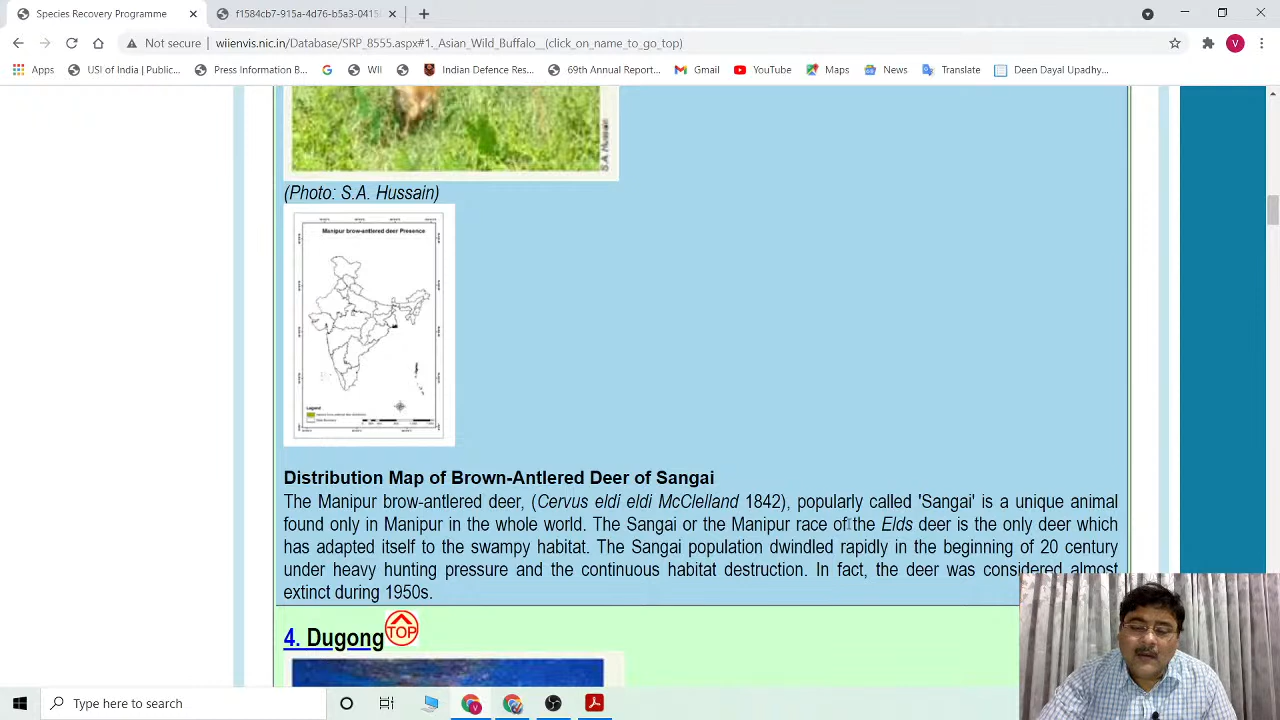 Species Recovery Programme
f1584cb7-915a-4d76-b5a3-0415
Not secure
wiienvis.nic.in/Database/SRP_8555.aspx#1_Asian_Wild_Buffalo__(click_on_name_to_go_top)
V
Apps USI of India | Public... Press Information B... WII Indian Defence Res... 69th Annual Report... Gmail YouTube Maps News Translate Deen Dayal Upadhy...
S.A Hussain
(Photo: S.A. Hussain)
Manipur brow-antlered deer Presence
Legend
Distribution Map of Brown-Antlered Deer of Sangai
The Manipur brow-antlered deer, (Cervus eldi eldi McClelland 1842), popularly called 'Sangai' is a unique animal
found only in Manipur in the whole world. The Sangai or the Manipur race of the Elds deer is the only deer which
has adapted itself to the swampy habitat. The Sangai population dwindled rapidly in the beginning of 20 century
under heavy hunting pressure and the continuous habitat destruction. In fact, the deer was considered almost
extinct during 1950s.
4. Dugong TOP
Type here to search